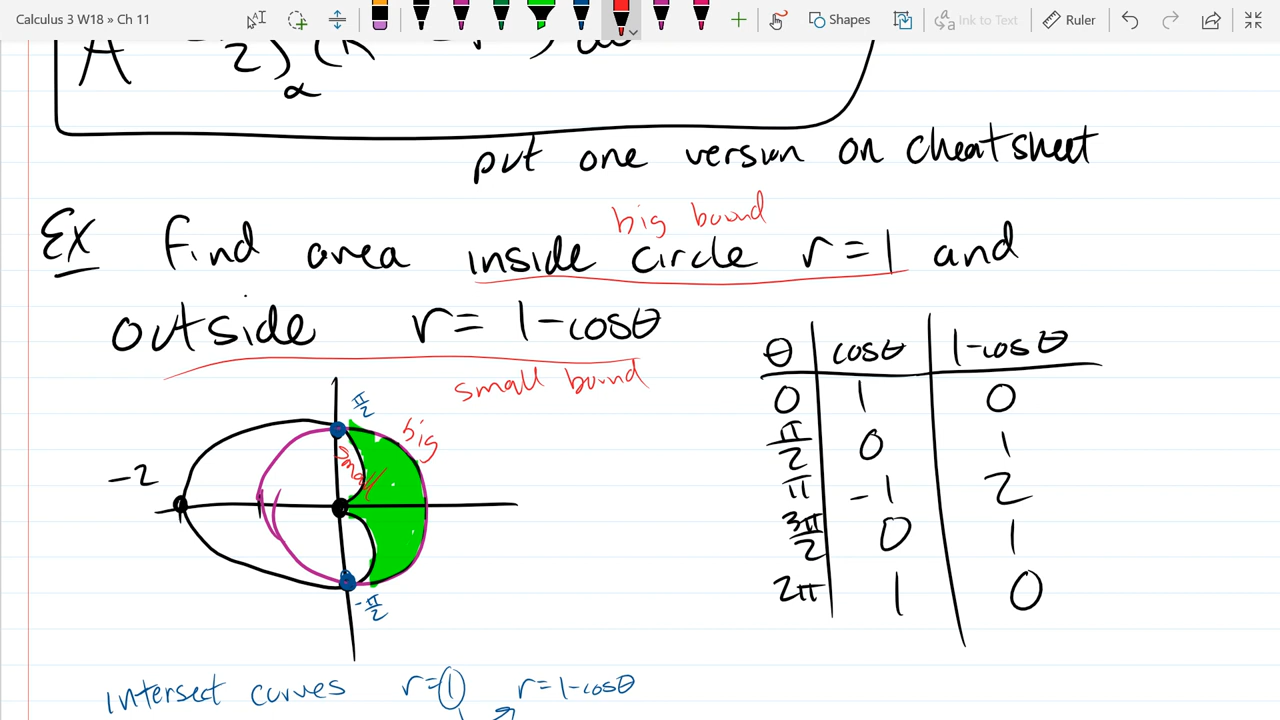 Calculus 3 W18 » Ch 11
Shapes
Link to Text
Ruler
A 2 ∫α
put one version on cheatsheet
big bound
EX Find area inside circle r=1 and
outside r= 1-cosθ
small bound
θ cosθ 1-cosθ
0 1 0
π/2 0 1
π -1 2
3π/2 0 1
2π 1 0
π/2
big
small
-2
-π/2
intersect curves r=1 r=1-cosθ